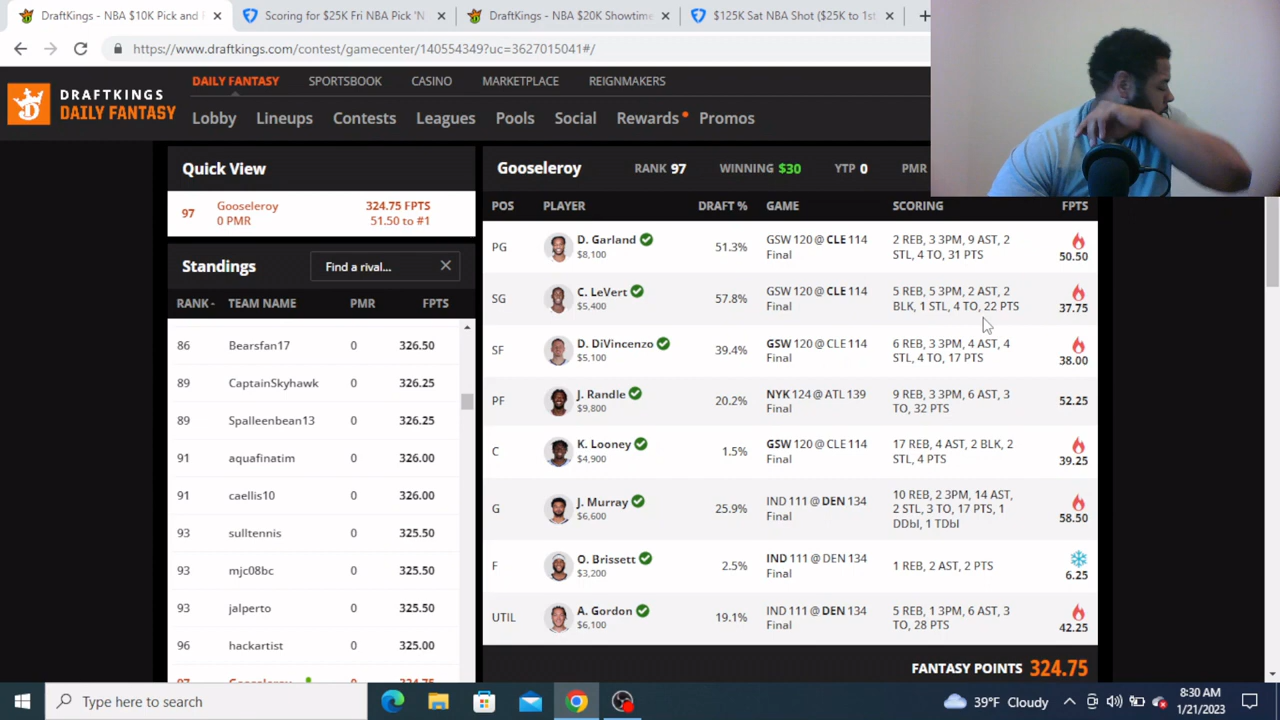 DraftKings - NBA $10K Pick and F
Scoring for $25K Fri NBA Pick 'N'
DraftKings - NBA $20K Showtime
$125K Sat NBA Shot ($25K to 1st
https://www.draftkings.com/contest/gamecenter/140554349?uc=3627015041#/
DRAFTKINGS
DAILY FANTASY
DAILY FANTASY SPORTSBOOK CASINO MARKETPLACE REIGNMAKERS
Lobby Lineups Contests Leagues Pools Social Rewards Promos
Quick View
97 Gooseleroy 324.75 FPTS
0 PMR 51.50 to #1
Standings Find a rival...
RANK TEAM NAME PMR FPTS
86 Bearsfan17 0 326.50
89 CaptainSkyhawk 0 326.25
89 Spalleenbean13 0 326.25
91 aquafinatim 0 326.00
91 caellis10 0 326.00
93 sulltennis 0 325.50
93 mjc08bc 0 325.50
93 jalperto 0 325.50
96 hackartist 0 325.00
97 Gooseleroy 324.75
Gooseleroy RANK 97 WINNING $30 YTP 0 PMR
POS PLAYER DRAFT % GAME SCORING FPTS
PG D. Garland $8,100 51.3% GSW 120 @ CLE 114 Final 2 REB, 3 3PM, 9 AST, 2 STL, 4 TO, 31 PTS 50.50
SG C. LeVert $5,400 57.8% GSW 120 @ CLE 114 Final 5 REB, 5 3PM, 2 AST, 2 BLK, 1 STL, 4 TO, 22 PTS 37.75
SF D. DiVincenzo $5,100 39.4% GSW 120 @ CLE 114 Final 6 REB, 3 3PM, 4 AST, 4 STL, 4 TO, 17 PTS 38.00
PF J. Randle $9,800 20.2% NYK 124 @ ATL 139 Final 9 REB, 3 3PM, 6 AST, 3 TO, 32 PTS 52.25
C K. Looney $4,900 1.5% GSW 120 @ CLE 114 Final 17 REB, 4 AST, 2 BLK, 2 STL, 4 PTS 39.25
G J. Murray $6,600 25.9% IND 111 @ DEN 134 Final 10 REB, 2 3PM, 14 AST, 2 STL, 3 TO, 17 PTS, 1 DDbl, 1 TDbl 58.50
F O. Brissett $3,200 2.5% IND 111 @ DEN 134 Final 1 REB, 2 AST, 2 PTS 6.25
UTIL A. Gordon $6,100 19.1% IND 111 @ DEN 134 Final 5 REB, 1 3PM, 6 AST, 3 TO, 28 PTS 42.25
FANTASY POINTS 324.75
Type here to search
39°F Cloudy
8:30 AM
1/21/2023